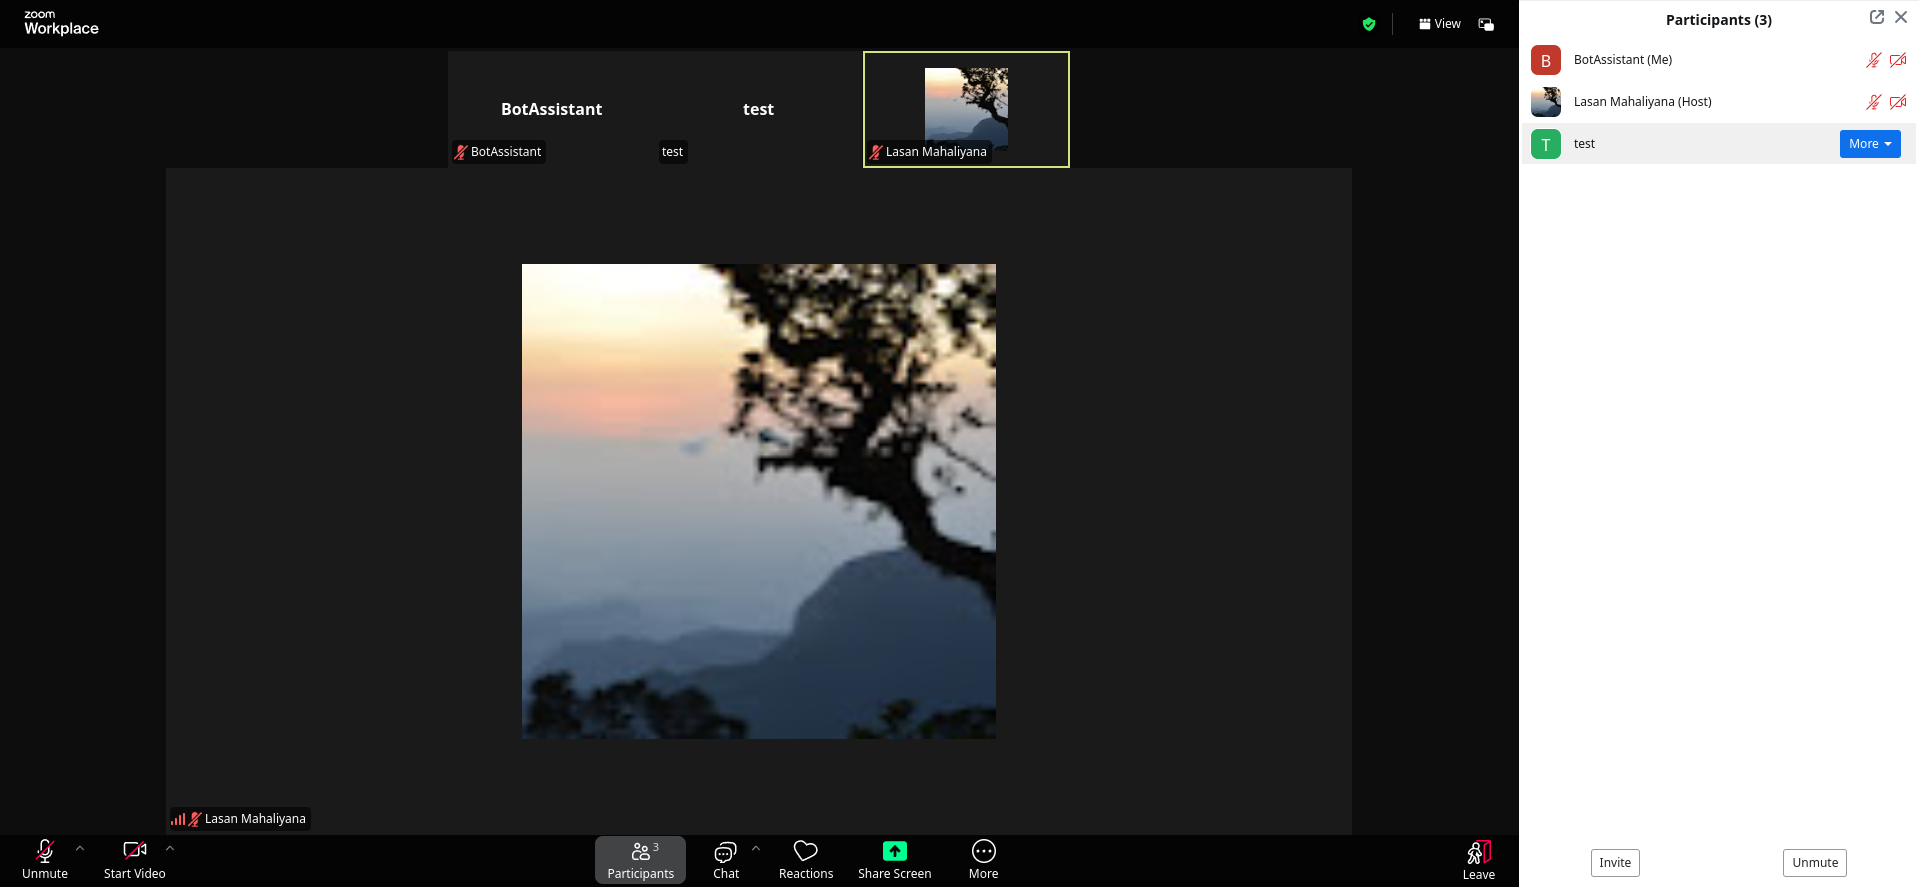 zoom
Workplace
View
BotAssistant
test
BotAssistant
test
Lasan Mahaliyana
Lasan Mahaliyana
Unmute
Start Video
3
Participants
Chat
Reactions
Share Screen
More
Leave
Participants (3)
B
BotAssistant (Me)
Lasan Mahaliyana (Host)
T
test
More
Invite
Unmute